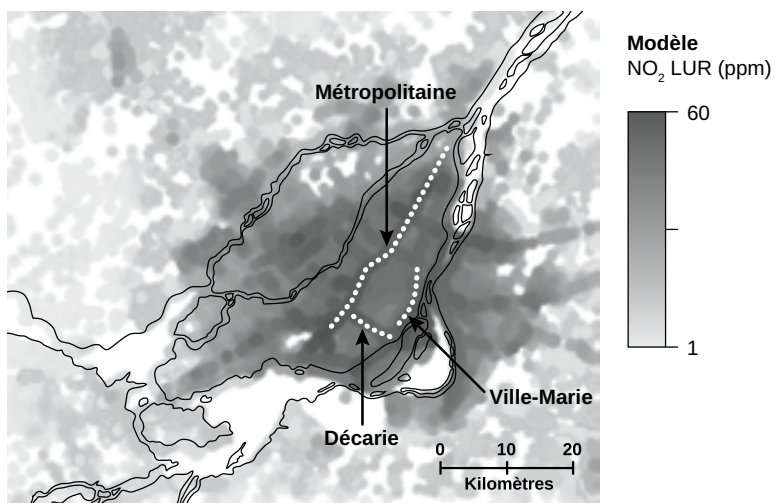 Modèle
NO₂ LUR (ppm)
60
1
Métropolitaine
Ville-Marie
Décarie
0 10 20
Kilomètres